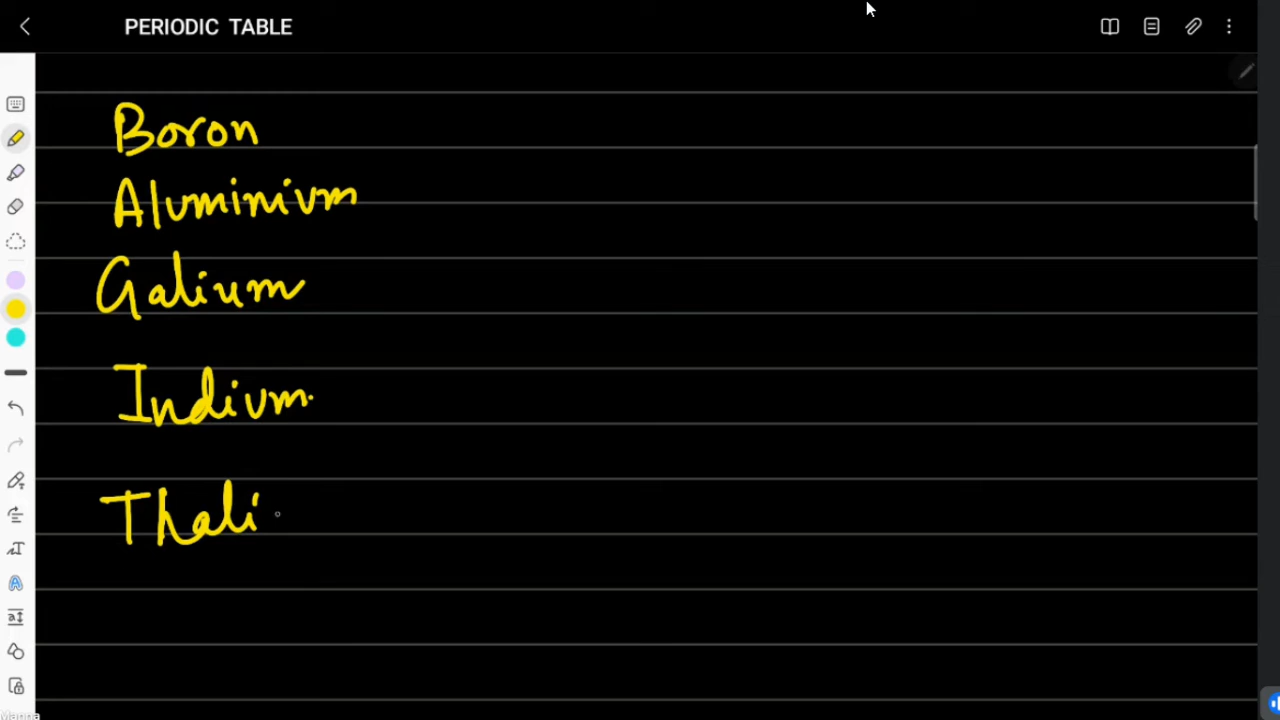 PERIODIC TABLE
Boron
Aluminium
Galium
Indium.
Thali